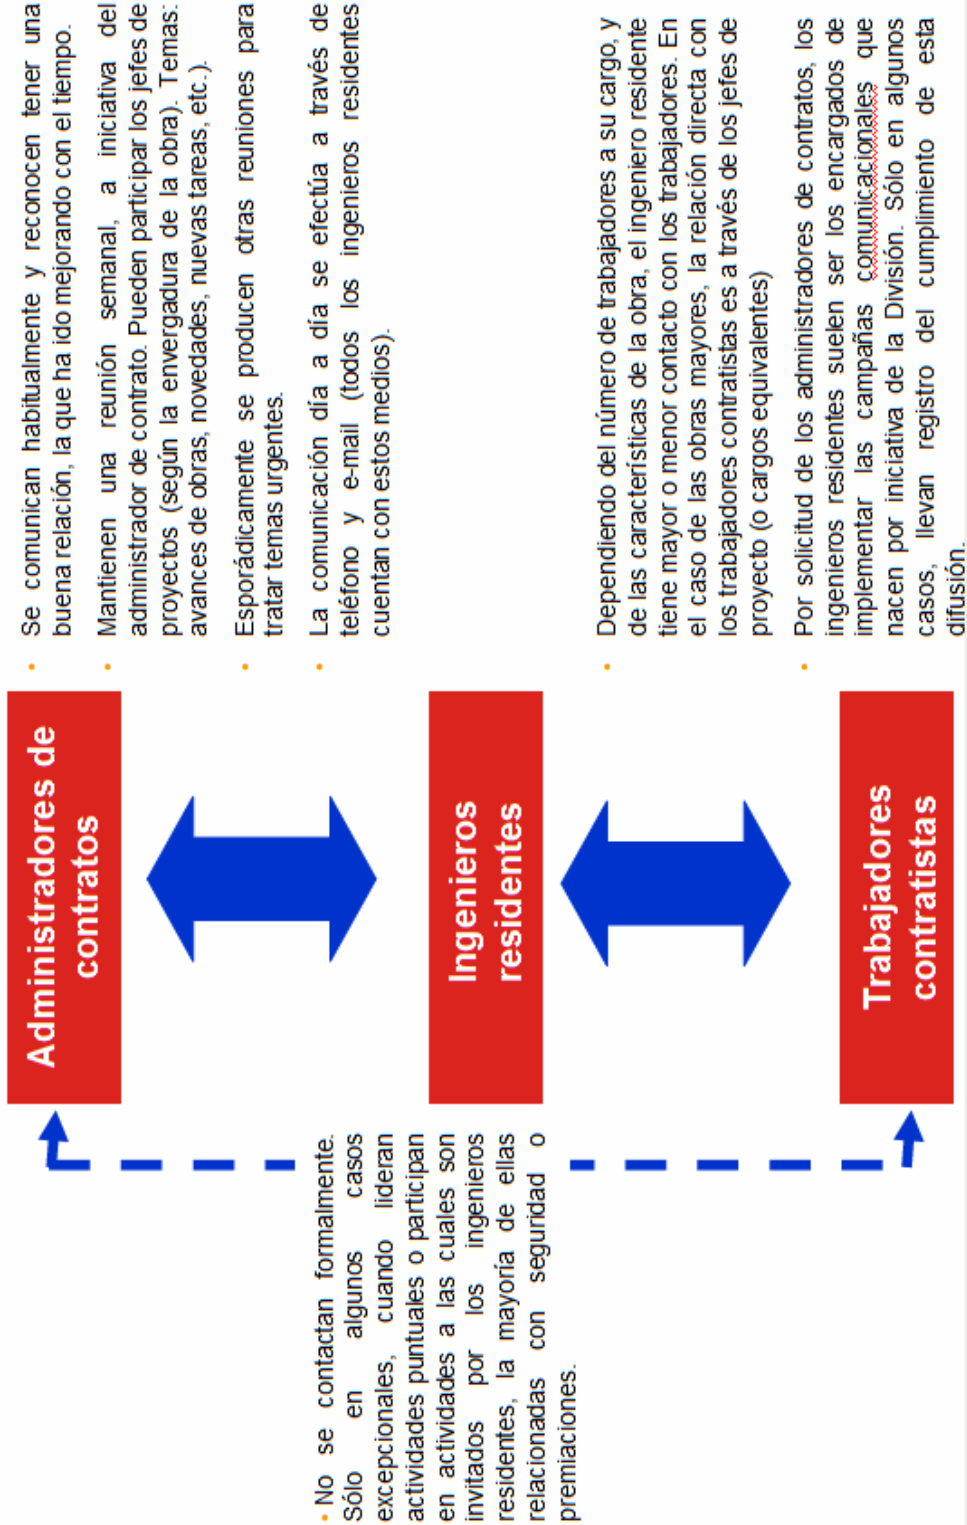 Administradores de
contratos
Ingenieros
residentes
Trabajadores
contratistas
• No se contactan formalmente.
Sólo en algunos casos
excepcionales, cuando lideran
actividades puntuales o participan
en actividades a las cuales son
invitados por los ingenieros
residentes, la mayoría de ellas
relacionadas con seguridad o
premiaciones.
• Se comunican habitualmente y reconocen tener una
buena relación, la que ha ido mejorando con el tiempo.
• Mantienen una reunión semanal, a iniciativa del
administrador de contrato. Pueden participar los jefes de
proyectos (según la envergadura de la obra). Temas:
avances de obras, novedades, nuevas tareas, etc.).
• Esporádicamente se producen otras reuniones para
tratar temas urgentes.
• La comunicación día a día se efectúa a través de
teléfono y e-mail (todos los ingenieros residentes
cuentan con estos medios).
• Dependiendo del número de trabajadores a su cargo, y
de las características de la obra, el ingeniero residente
tiene mayor o menor contacto con los trabajadores. En
el caso de las obras mayores, la relación directa con
los trabajadores contratistas es a través de los jefes de
proyecto (o cargos equivalentes)
• Por solicitud de los administradores de contratos, los
ingenieros residentes suelen ser los encargados de
implementar las campañas comunicacionales que
nacen por iniciativa de la División. Sólo en algunos
casos, llevan registro del cumplimiento de esta
difusión.